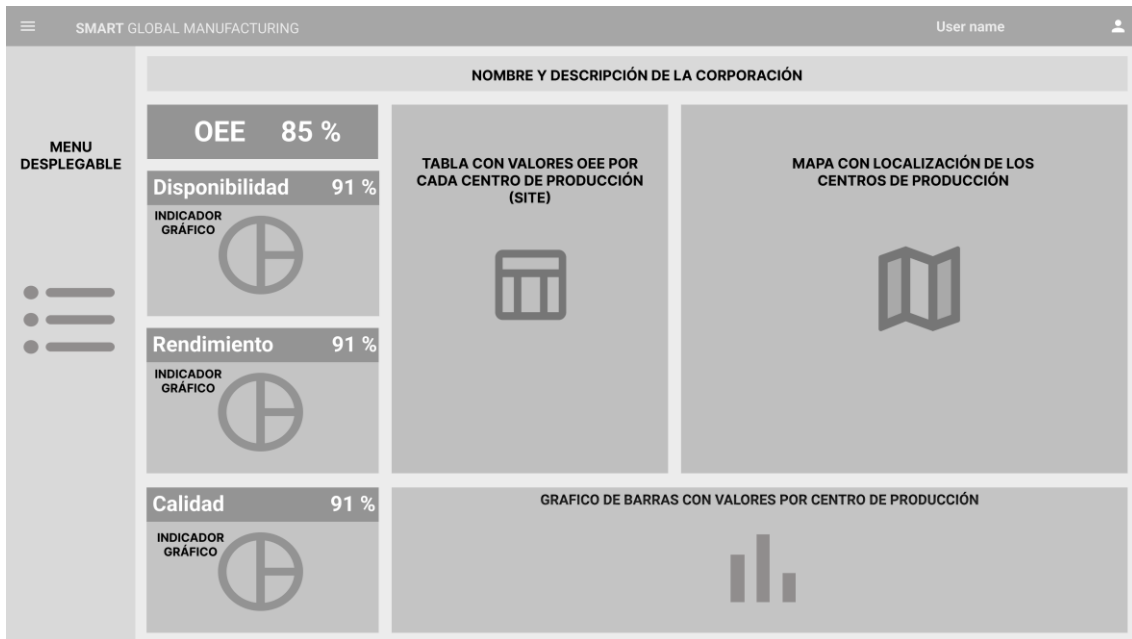 SMART GLOBAL MANUFACTURING
User name
MENU
DESPLEGABLE
NOMBRE Y DESCRIPCIÓN DE LA CORPORACIÓN
OEE 85 %
Disponibilidad 91 %
INDICADOR
GRÁFICO
Rendimiento 91 %
INDICADOR
GRÁFICO
Calidad 91 %
INDICADOR
GRÁFICO
TABLA CON VALORES OEE POR
CADA CENTRO DE PRODUCCIÓN
(SITE)
MAPA CON LOCALIZACIÓN DE LOS
CENTROS DE PRODUCCIÓN
GRAFICO DE BARRAS CON VALORES POR CENTRO DE PRODUCCIÓN